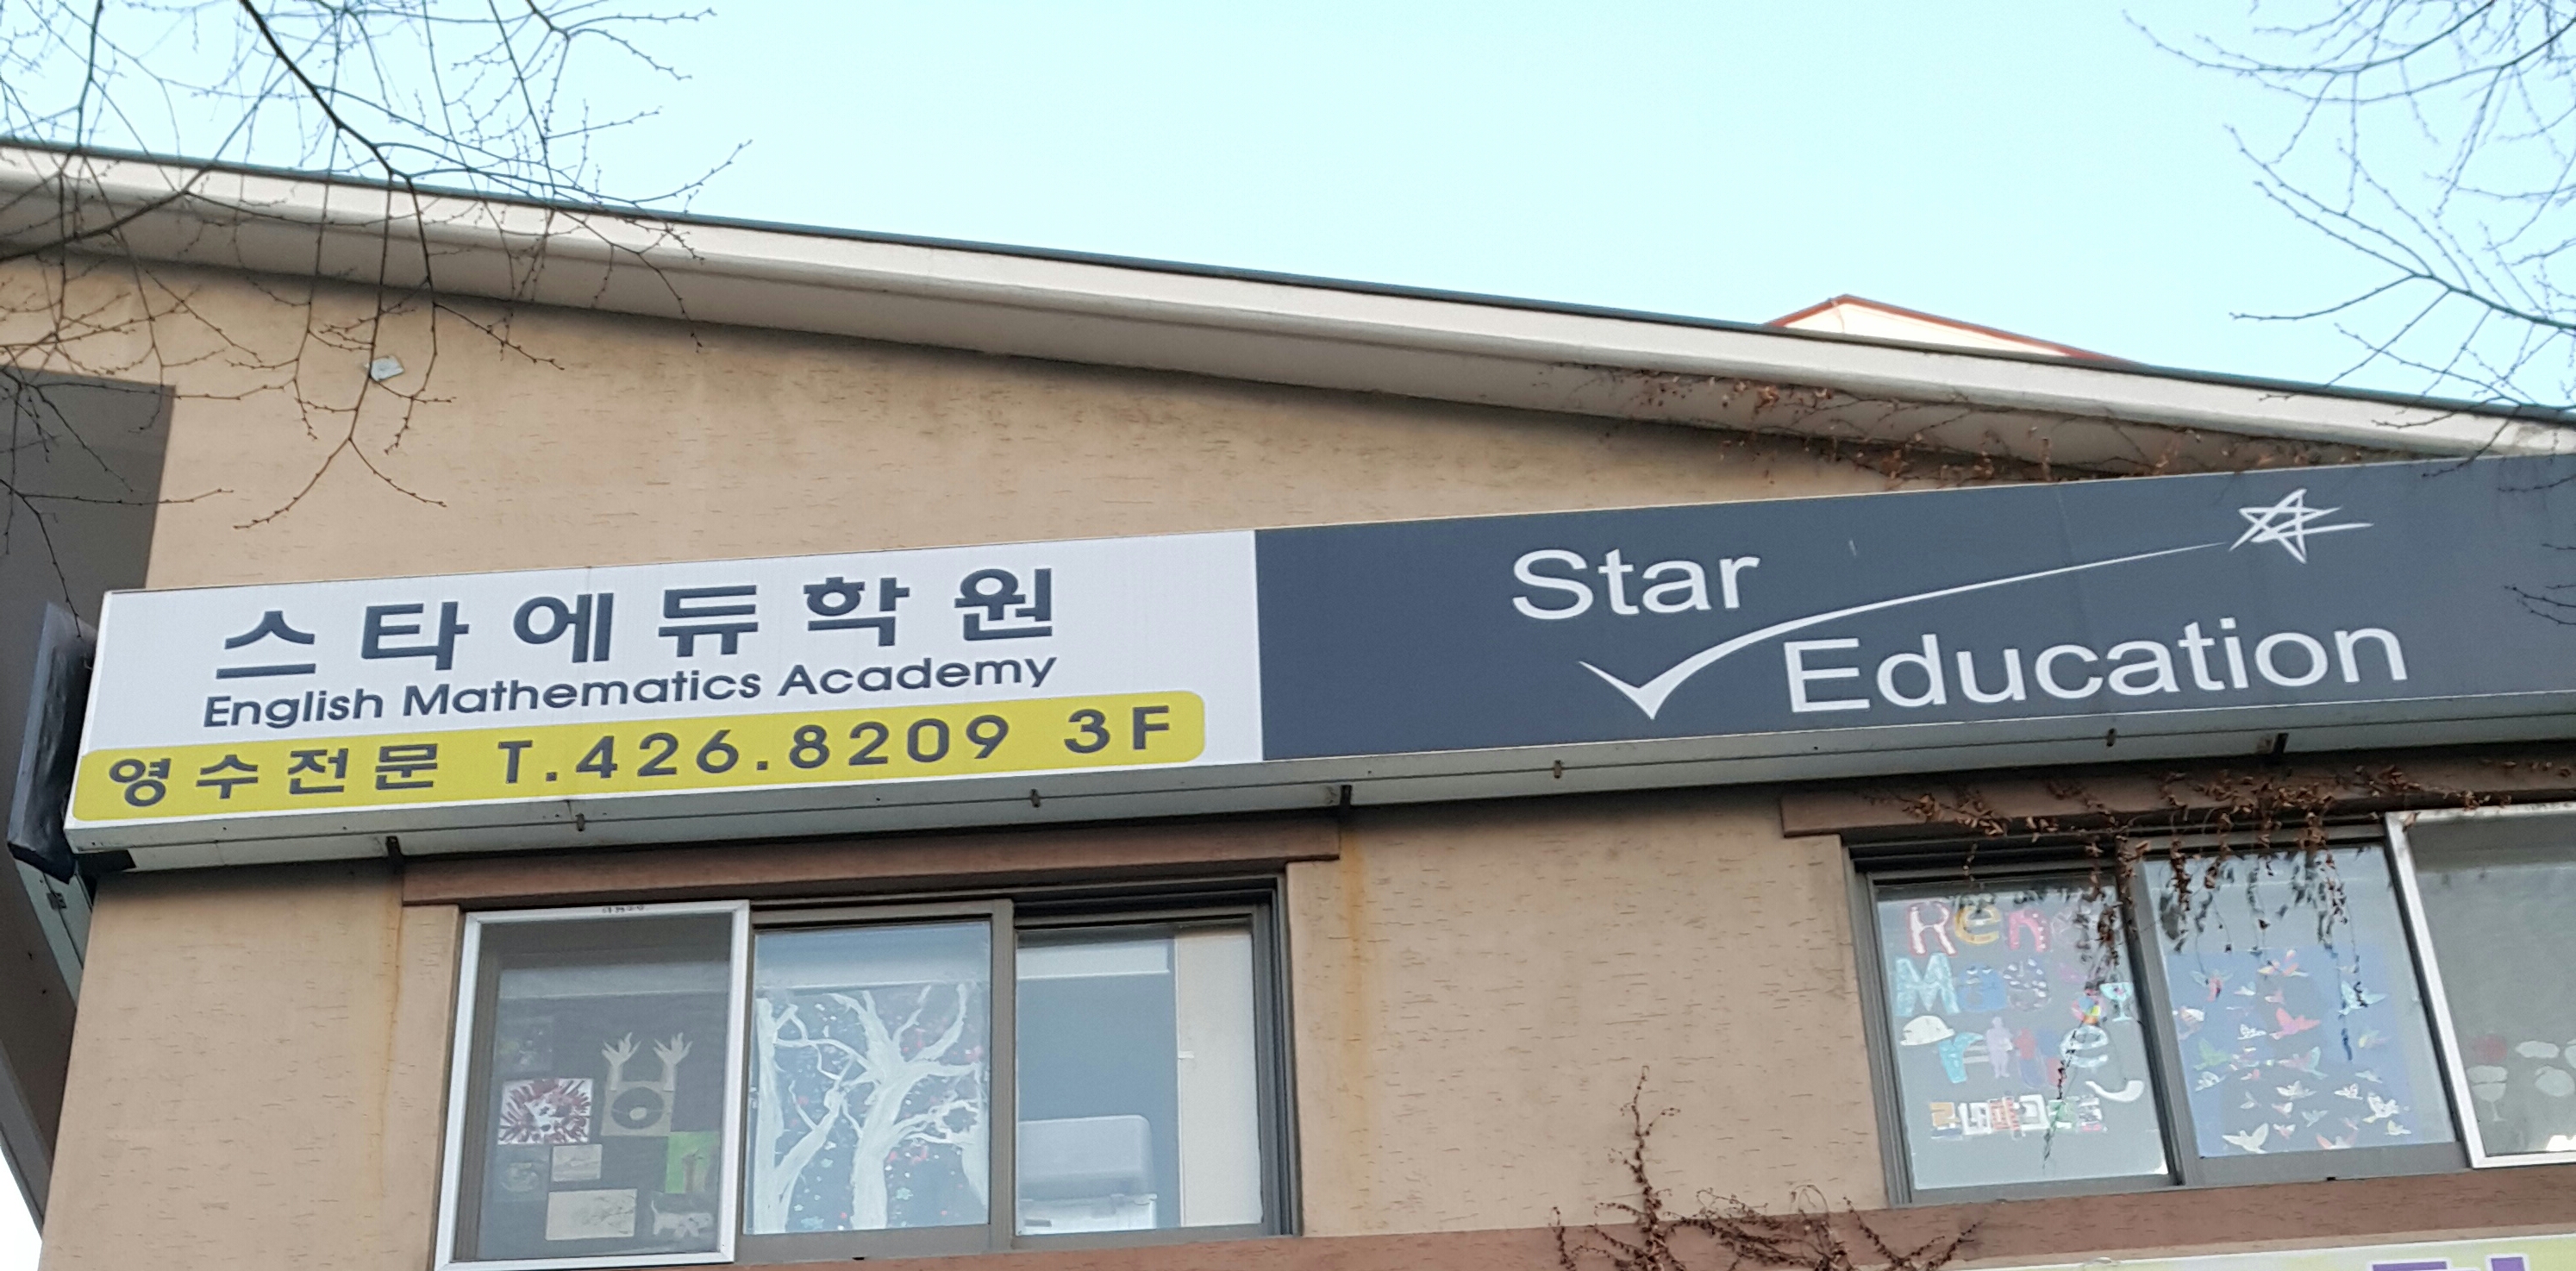 스타에듀학원
English Mathematics Academy
영수전문 T.426.8209 3F
Star
Education